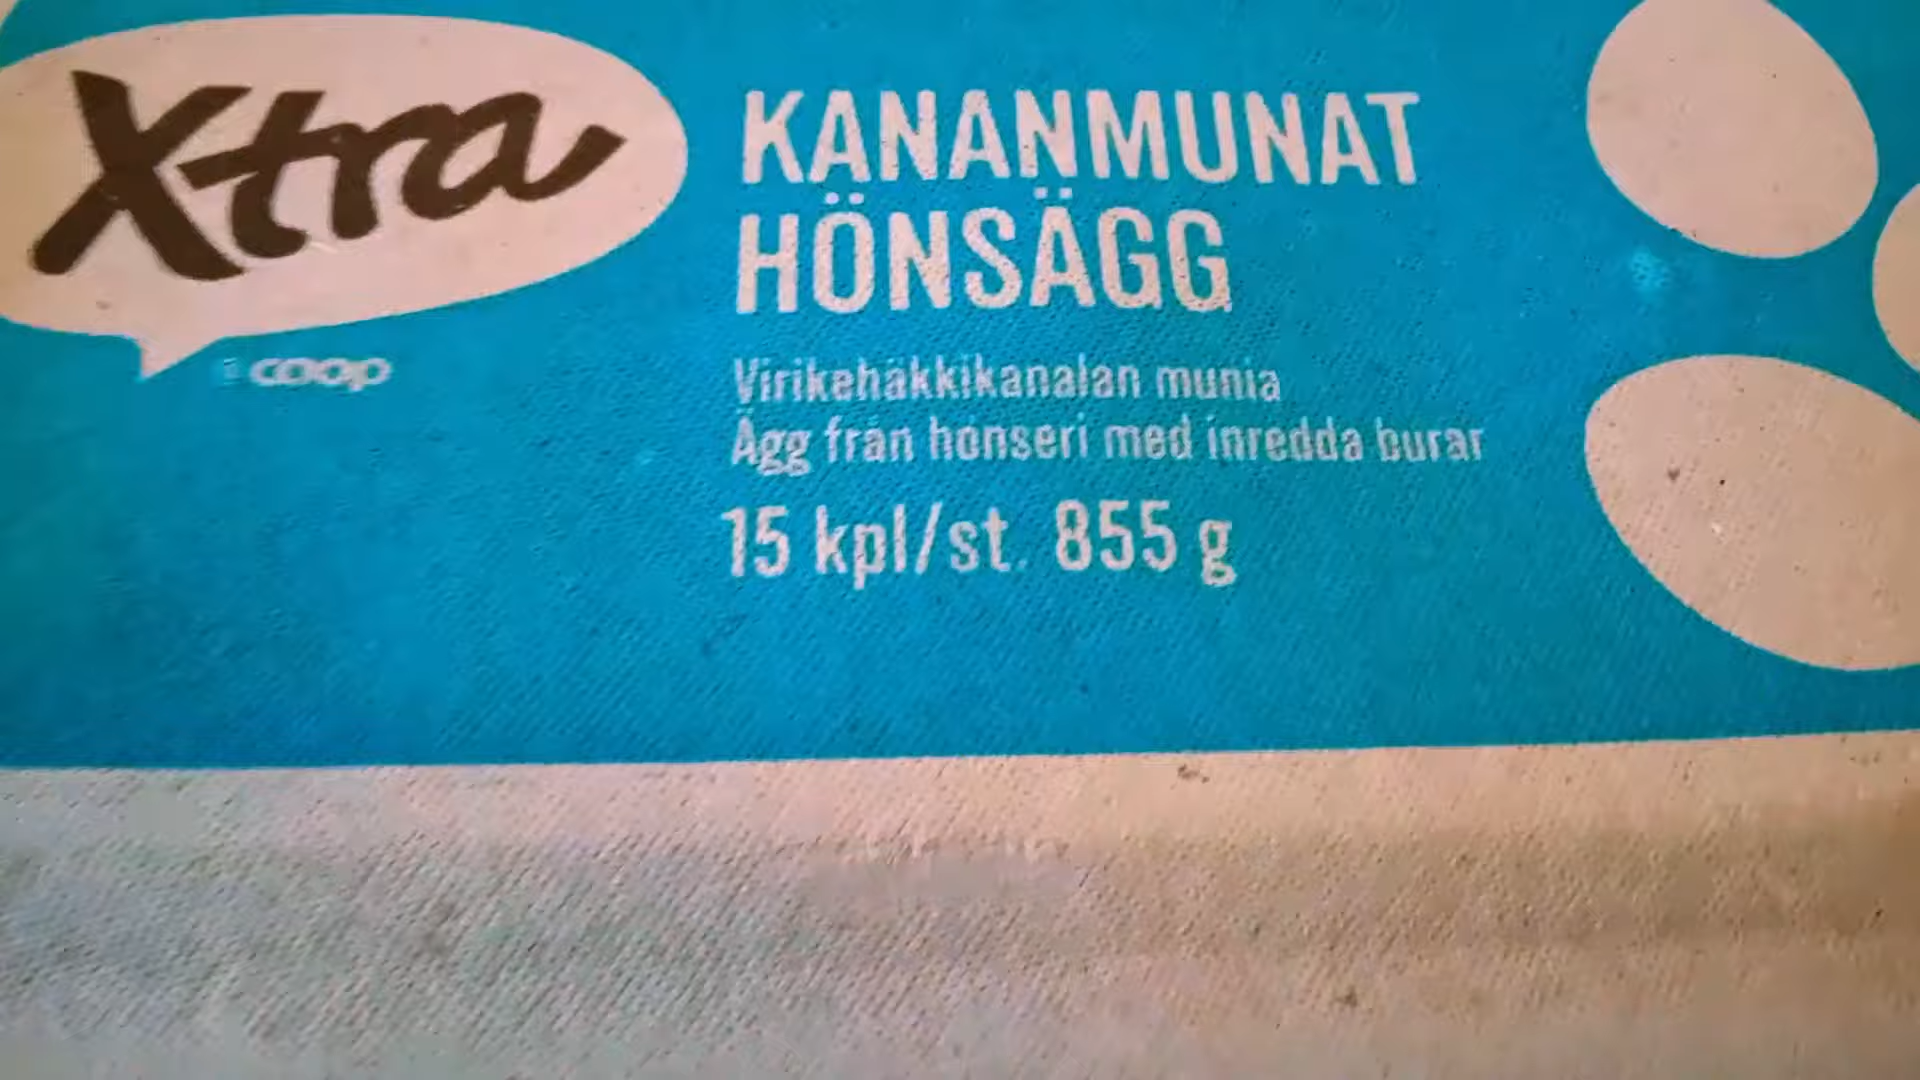 Xtra
coop
KANANMUNAT
HÖNSÄGG
Virikehäkkikanalan munia
Ägg från hönseri med inredda burar
15 kpl/st. 855 g